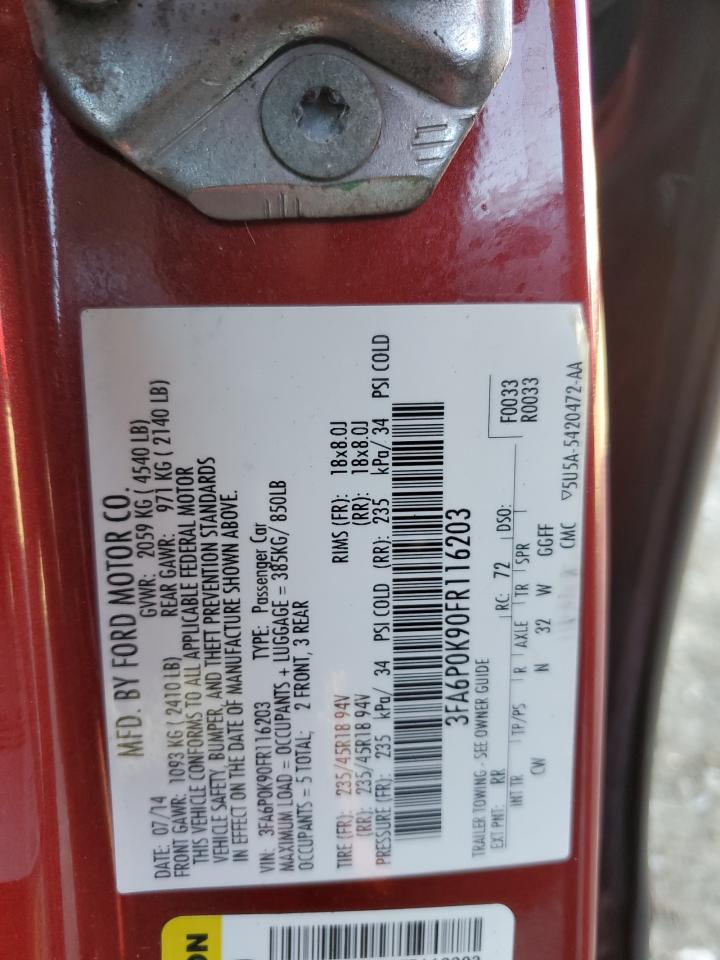 MFD. BY FORD MOTOR CO.
DATE: 07/14 GVWR: 2059 KG ( 4540 LB)
FRONT GAWR: 1093 KG ( 2410LB) REAR GAWR: 971 KG ( 2140 LB)
THIS VEHICLE CONFORMS TO ALL APPLICABLE FEDERAL MOTOR
VEHICLE SAFETY, BUMPER, AND THEFT PREVENTION STANDARDS
IN EFFECT ON THE DATE OF MANUFACTURE SHOWN ABOVE.
VIN: 3FA6P0K90FR116203 TYPE: Passenger Car
MAXIMUM LOAD = OCCUPANTS + LUGGAGE = 385KG/ 850LB
OCCUPANTS = 5 TOTAL; 2 FRONT, 3 REAR
TIRE (FR): 235/45R18 94V RIMS (FR): 18x8.0J
(RR): 235/45R18 94V (RR): 18x8.0J
PRESSURE (FR): 235 kPa/ 34 PSI COLD (RR): 235 kPa/ 34 PSI COLD
3FA6P0K90FR116203
TRAILER TOWING - SEE OWNER GUIDE
EXT PNT: RR RC: 72 DSO: F0033
R0033
INT TR TP/PS R AXLE TR SPR
CW N 32 W GGFF
CMC ▽5U5A-5420472-AA